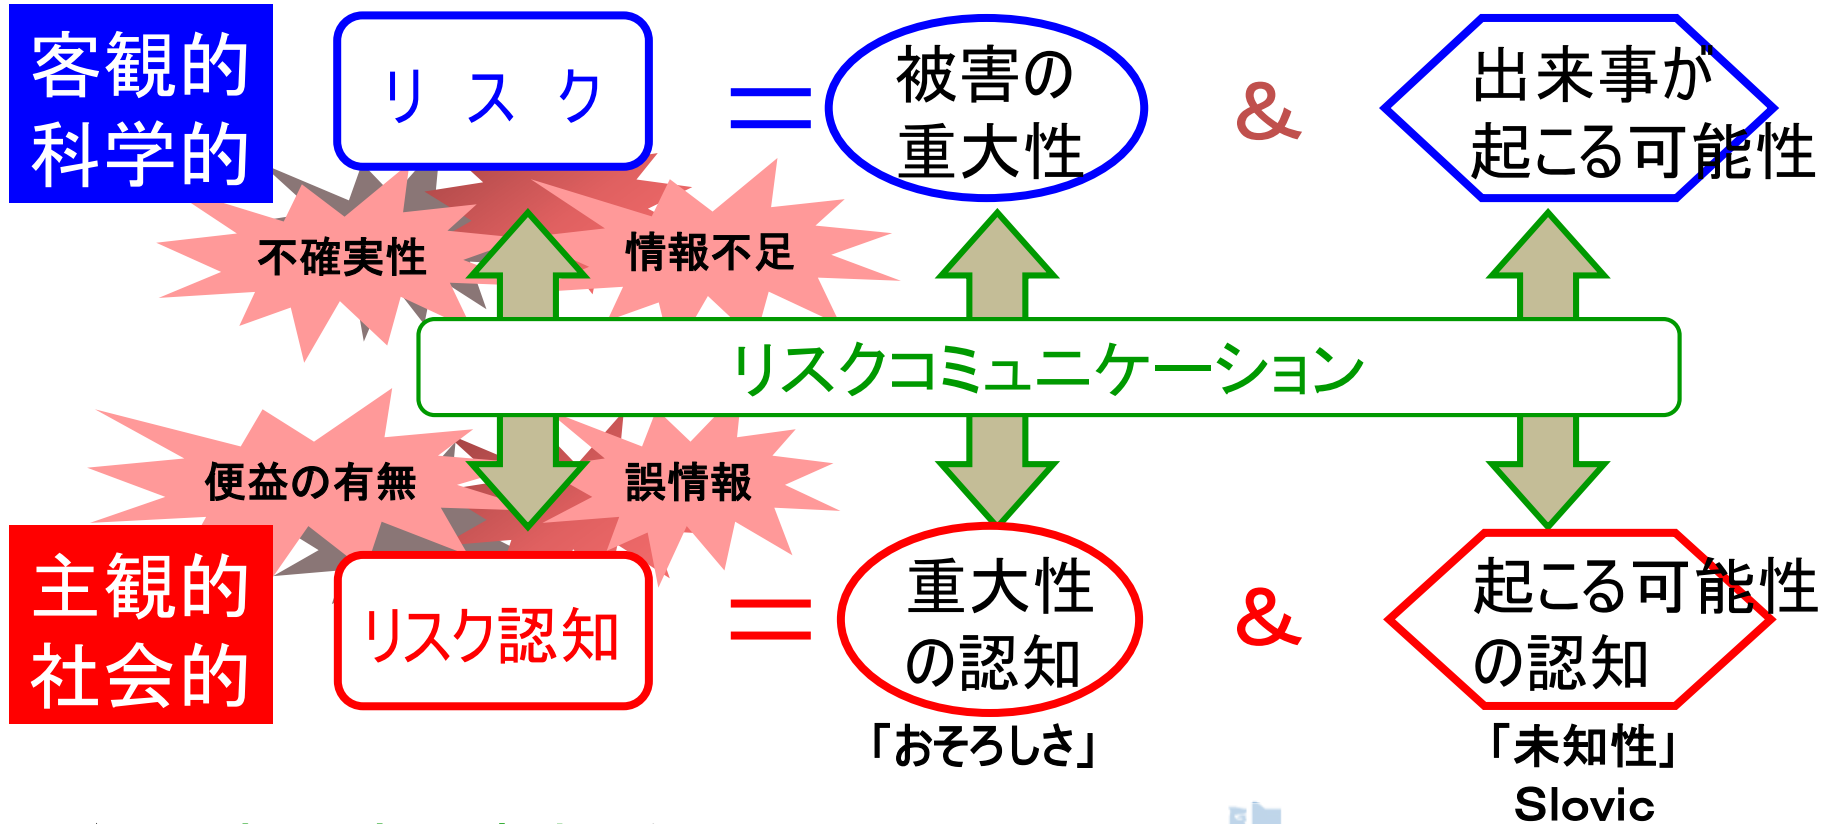 客観的
科学的
リ ス ク
＝
被害の
重大性
&
出来事が
起こる可能性
不確実性
情報不足
リスクコミュニケーション
便益の有無
誤情報
主観的
社会的
リスク認知
＝
重大性
の認知
&
起こる可能性
の認知
「おそろしさ」
「未知性」
Slovic